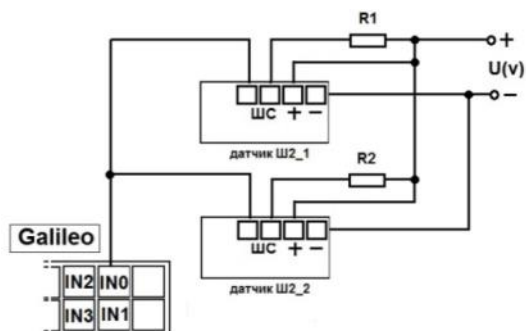 R1
+
U(v)
−
ШС + −
датчик Ш2_1
R2
ШС + −
датчик Ш2_2
Galileo
IN2 IN0
IN3 IN1